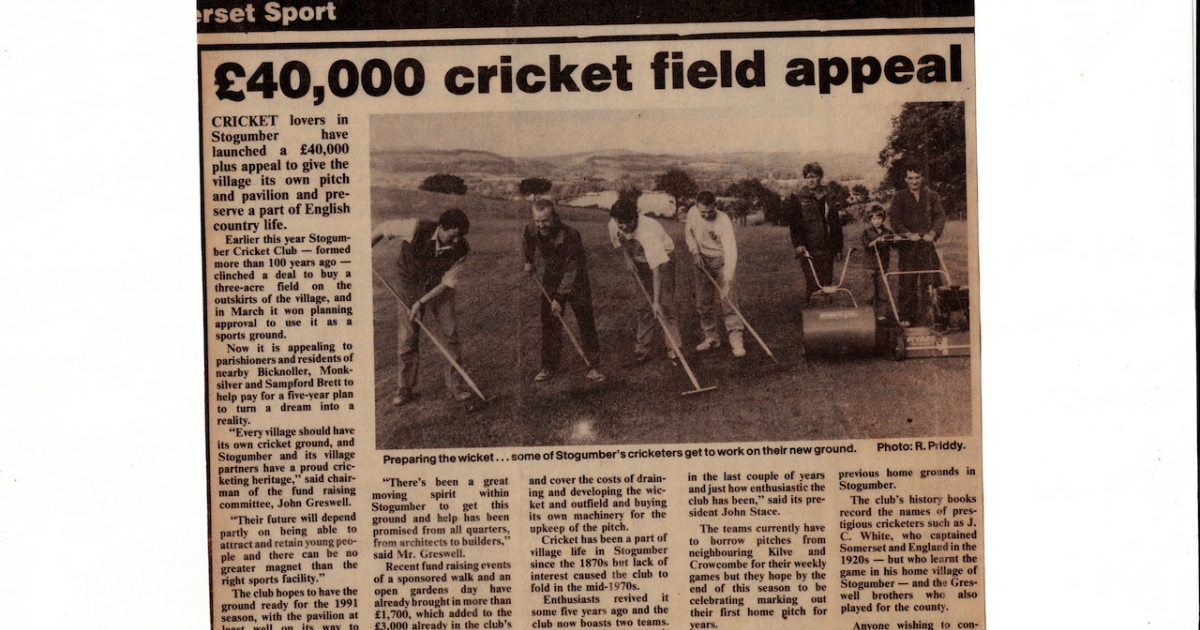 erset Sport
£40,000 cricket field appeal
CRICKET lovers in
Stogumber have
launched a £40,000
plus appeal to give the
village its own pitch
and pavilion and pre-
serve a part of English
country life.
Earlier this year Stogum-
ber Cricket Club — formed
more than 100 years ago —
clinched a deal to buy a
three-acre field on the
outskirts of the village, and
in March it won planning
approval to use it as a
sports ground.
Now it is appealing to
parishioners and residents of
nearby Bicknoller, Monk-
silver and Sampford Brett to
help pay for a five-year plan
to turn a dream into a
reality.
“Every village should have
its own cricket ground, and
Stogumber and its village
partners have a proud cric-
keting heritage,” said chair-
man of the fund raising
committee, John Greswell.
“Their future will depend
partly on being able to
attract and retain young peo-
ple and there can be no
greater magnet than the
right sports facility.”
The club hopes to have the
ground ready for the 1991
season, with the pavilion at
least well on its way to
Preparing the wicket . . . some of Stogumber's cricketers get to work on their new ground. Photo: R. Priddy.
“There's been a great
moving spirit within
Stogumber to get this
ground and help has been
promised from all quarters,
from architects to builders,”
said Mr. Greswell.
Recent fund raising events
of a sponsored walk and an
open gardens day have
already brought in more than
£1,700, which added to the
£3,000 already in the club's
and cover the costs of drain-
ing and developing the wic-
ket and outfield and buying
its own machinery for the
upkeep of the pitch.
Cricket has been a part of
village life in Stogumber
since the 1870s but lack of
interest caused the club to
fold in the mid-1970s.
Enthusiasts revived it
some five years ago and the
club now boasts two teams.
in the last couple of years
and just how enthusiastic the
club has been,” said its pre-
sident John Stace.
The teams currently have
to borrow pitches from
neighbouring Kilve and
Crowcombe for their weekly
games but they hope by the
end of this season to be
celebrating marking out
their first home pitch for
years.
previous home grounds in
Stogumber.
The club's history books
record the names of pres-
tigious cricketers such as J.
C. White, who captained
Somerset and England in the
1920s — but who learnt the
game in his home village of
Stogumber — and the Gres-
well brothers who also
played for the county.
Anyone wishing to con-